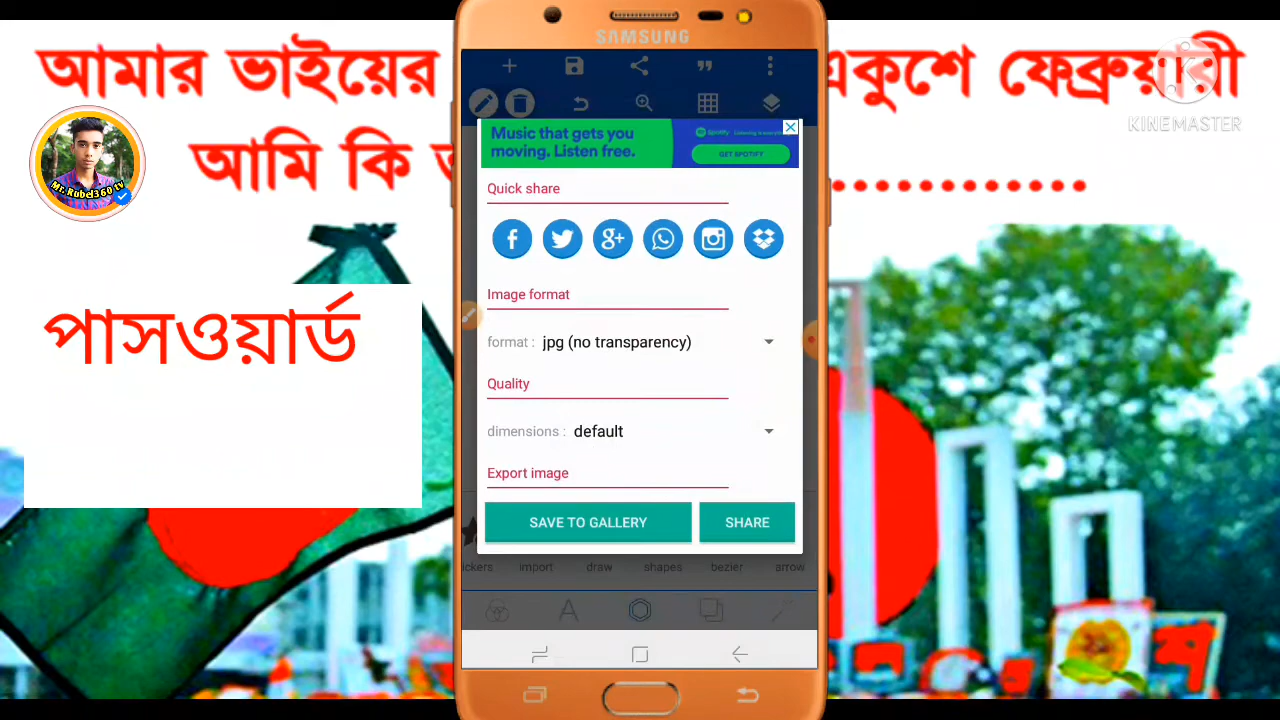 আমার ভাইয়ের
একুশে ফেব্রুয়ারী
আমি কি
....................
KINEMASTER
Mr. Rubel360 tv
পাসওয়ার্ড
SAMSUNG
Music that gets you
moving. Listen free.
Spotify
GET SPOTIFY
Quick share
Image format
format : jpg (no transparency)
Quality
dimensions : default
Export image
SAVE TO GALLERY
SHARE
ickers import draw shapes bezier arrow